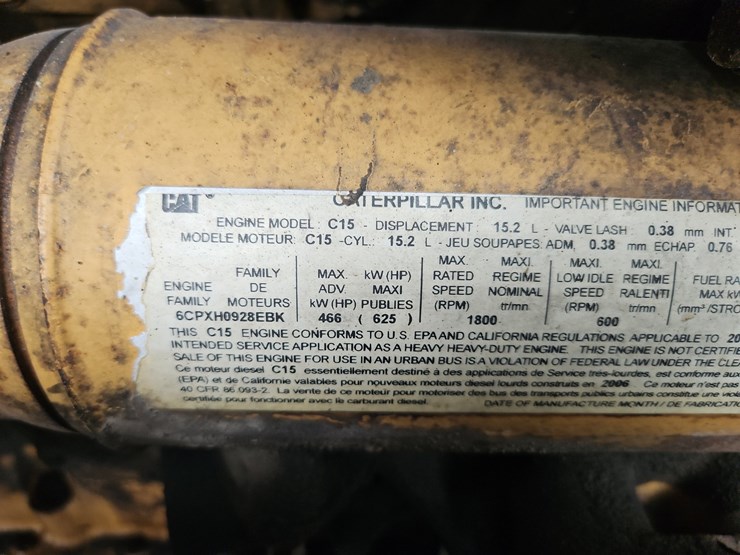 CAT CATERPILLAR INC. IMPORTANT ENGINE INFORMAT
ENGINE MODEL: C15 - DISPLACEMENT: 15.2 L - VALVE LASH 0.38 mm INT
MODELE MOTEUR: C15 -CYL.: 15.2 L - JEU SOUPAPES: ADM. 0.38 mm ECHAP. 0.76
ENGINE FAMILY
FAMILY DE MOTEURS
6CPXH0928EBK
MAX. - kW (HP)
ADV. MAXI
kW (HP) PUBLIES
466 ( 625 )
MAX. MAXI.
RATED REGIME
SPEED NOMINAL
(RPM) tr/mn
1800
MAXI. MAXI.
LOW IDLE REGIME
SPEED RALENTI
(RPM) tr/mn
600
FUEL RA
MAX kW
(mm³/STRO
THIS C15 ENGINE CONFORMS TO U.S. EPA AND CALIFORNIA REGULATIONS APPLICABLE TO 20
INTENDED SERVICE APPLICATION AS A HEAVY HEAVY-DUTY ENGINE. THIS ENGINE IS NOT CERTIFIE
SALE OF THIS ENGINE FOR USE IN AN URBAN BUS IS A VIOLATION OF FEDERAL LAW UNDER THE CLEA
Ce moteur diesel C15 essentiellement destiné à des applications de Service très-lourdes, est conforme aux
(EPA) et de Californie valables pour nouveaux moteurs diesel lourds construits en 2006 Ce moteur n'est pas
40 CFR 86.093-2. La vente de ce moteur pour motoriser des bus des transports publics urbains constitue une viola
certifiée pour fonctionner avec le carburant diesel.
DATE OF MANUFACTURE MONTH / DE FABRICATIO